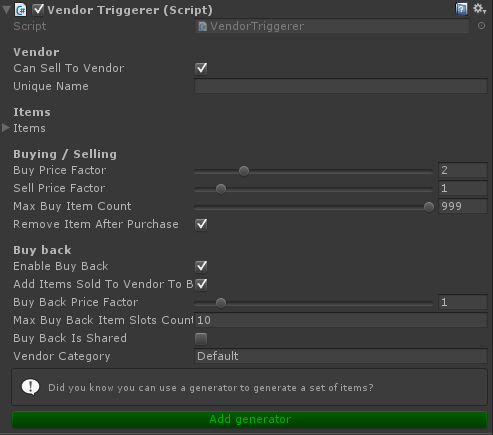 Vendor Triggerer (Script)
Script VendorTriggerer
Vendor
Can Sell To Vendor
Unique Name
Items
Items
Buying / Selling
Buy Price Factor 2
Sell Price Factor 1
Max Buy Item Count 999
Remove Item After Purchase
Buy back
Enable Buy Back
Add Items Sold To Vendor To B
Buy Back Price Factor 1
Max Buy Back Item Slots Count 10
Buy Back Is Shared
Vendor Category Default
Did you know you can use a generator to generate a set of items?
Add generator